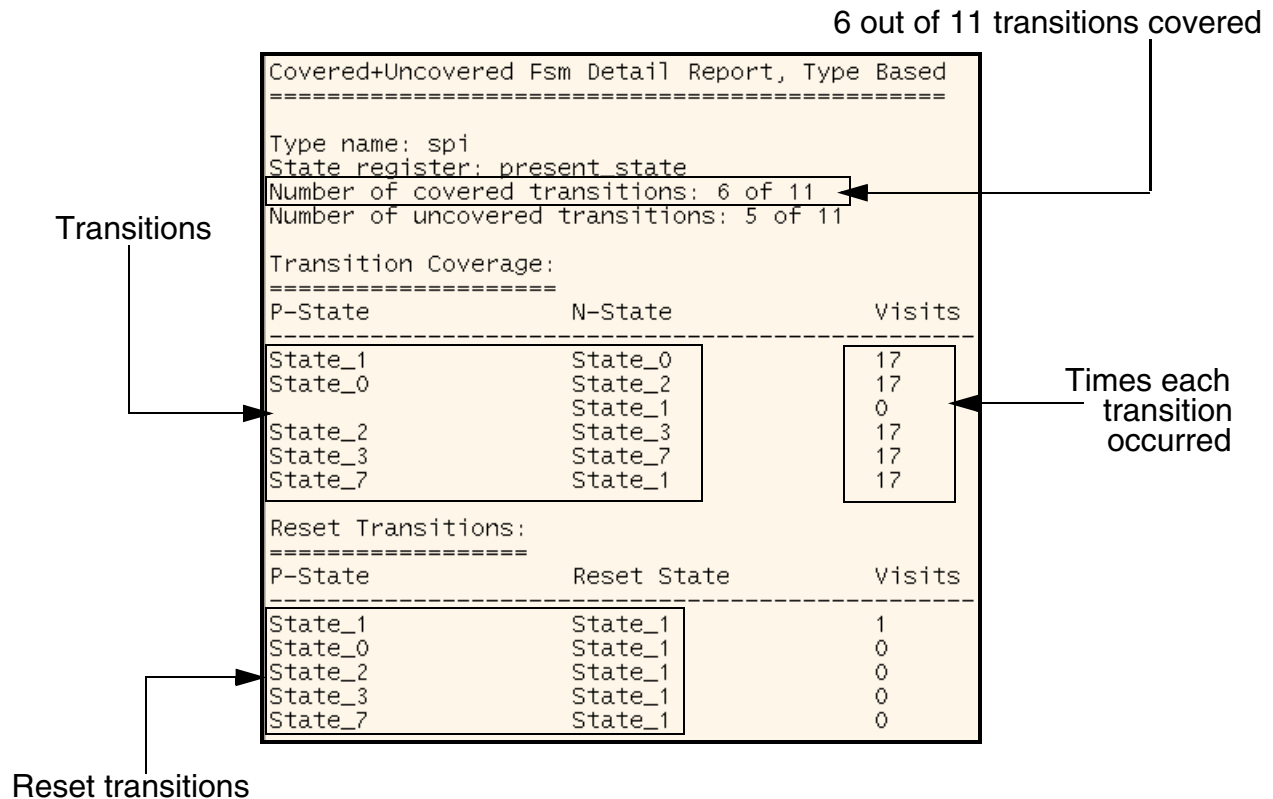 6 out of 11 transitions covered
Covered+Uncovered Fsm Detail Report, Type Based
===============================================
Type name: spi
State register: present_state
Number of covered transitions: 6 of 11
Number of uncovered transitions: 5 of 11
Transitions
Transition Coverage:
====================
P-State N-State Visits
State_1 State_0 17
State_0 State_2 17
State_1 0
State_2 State_3 17
State_3 State_7 17
State_7 State_1 17
Times each
transition
occurred
Reset Transitions:
==================
P-State Reset State Visits
State_1 State_1 1
State_0 State_1 0
State_2 State_1 0
State_3 State_1 0
State_7 State_1 0
Reset transitions